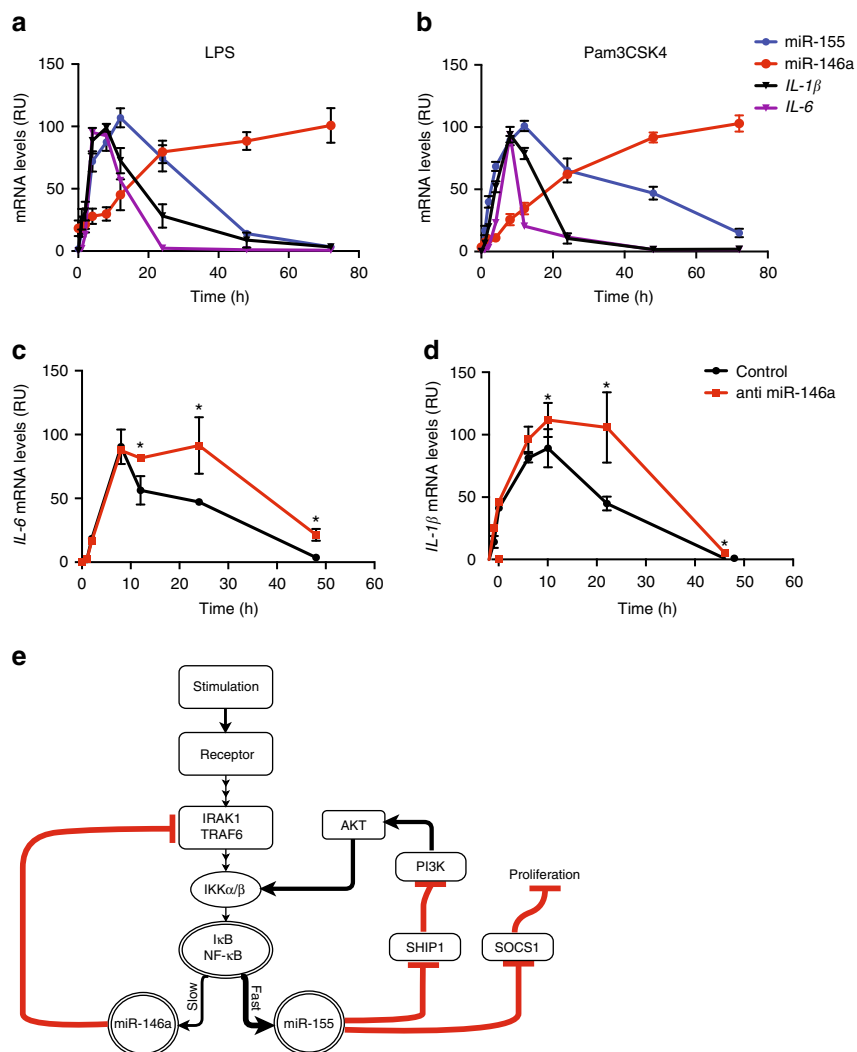 a
LPS
mRNA levels (RU)
150
100
50
0
0 20 40 60 80
Time (h)
b
Pam3CSK4
mRNA levels (RU)
150
100
50
0
0 20 40 60 80
Time (h)
miR-155
miR-146a
IL-1β
IL-6
c
IL-6 mRNA levels (RU)
150
100
50
0
* * *
0 10 20 30 40 50 60
Time (h)
d
IL-1β mRNA levels (RU)
150
100
50
0
* * *
0 10 20 30 40 50 60
Time (h)
Control
anti miR-146a
e
Stimulation
Receptor
IRAK1
TRAF6
AKT
PI3K
Proliferation
IKKα/β
IκB
NF-κB
SHIP1
SOCS1
Slow
Fast
miR-146a
miR-155